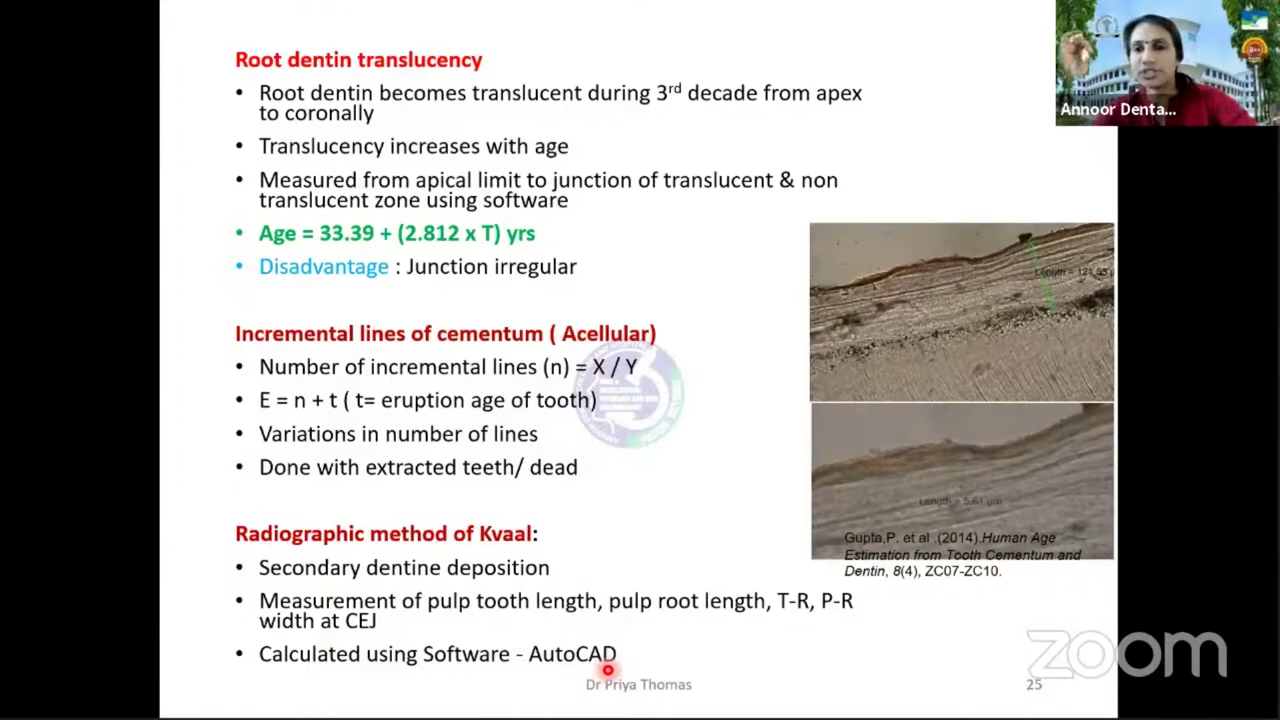 Root dentin translucency
• Root dentin becomes translucent during 3rd decade from apex
to coronally
• Translucency increases with age
• Measured from apical limit to junction of translucent & non
translucent zone using software
• Age = 33.39 + (2.812 x T) yrs
• Disadvantage : Junction irregular
Incremental lines of cementum ( Acellular)
• Number of incremental lines (n) = X / Y
• E = n + t ( t= eruption age of tooth)
• Variations in number of lines
• Done with extracted teeth/ dead
Radiographic method of Kvaal:
• Secondary dentine deposition
• Measurement of pulp tooth length, pulp root length, T-R, P-R
width at CEJ
• Calculated using Software - AutoCAD
Dr Priya Thomas
25
Annoor Denta...
Length =
Length = 5.61 µm
Gupta,P. et al .(2014).Human Age
Estimation from Tooth Cementum and
Dentin, 8(4), ZC07-ZC10.
zoom